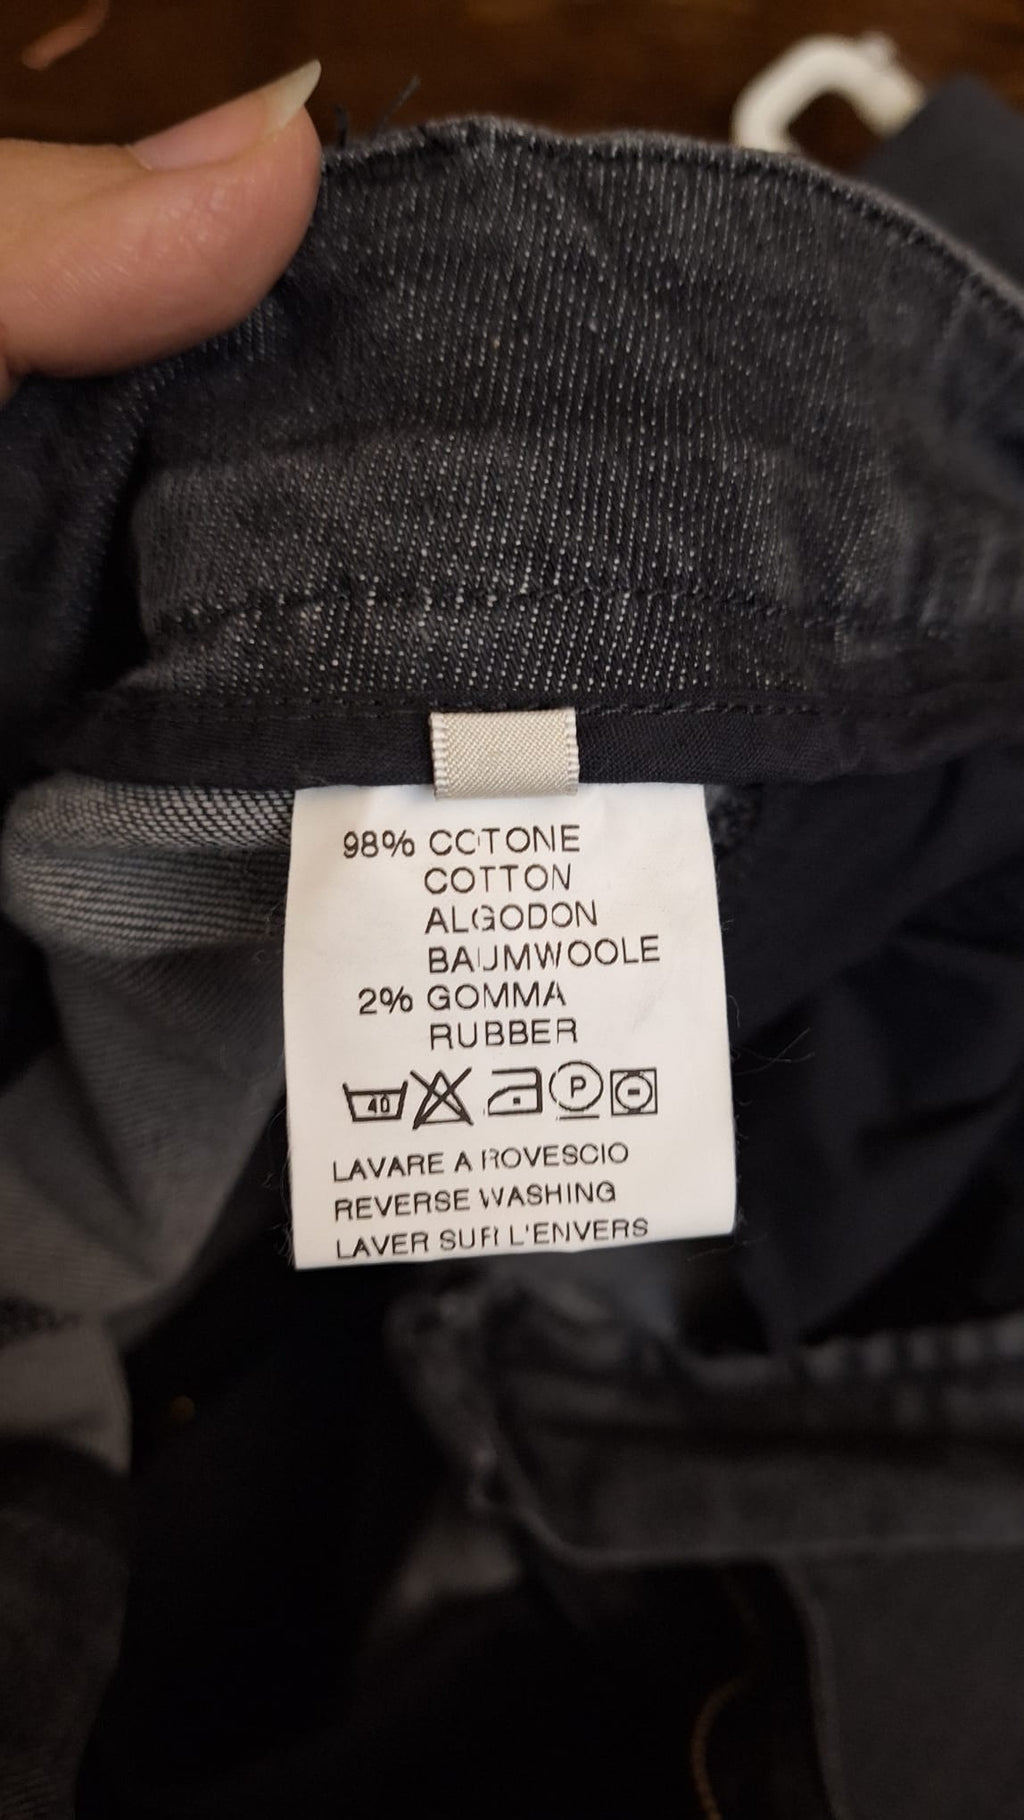 98% COTONE
COTTON
ALGODON
BAUMWOOLE
2% GOMMA
RUBBER
40 P
LAVARE A ROVESCIO
REVERSE WASHING
LAVER SUR L'ENVERS